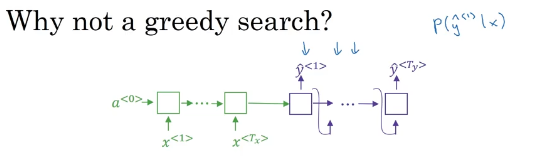 Why not a greedy search?
P(ŷ<1>|x)
ŷ<1> ŷ<Ty>
a<0> ... ...
x<1> x<Tx>